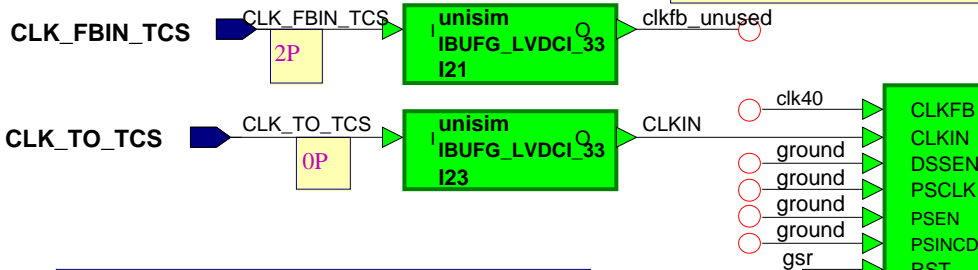 CLK_FBIN_TCS
CLK_FBIN_TCS
2P
unisim
I
O
IBUFG_LVDCI_33
I21
clkfb_unused
CLK_TO_TCS
CLK_TO_TCS
0P
unisim
I
O
IBUFG_LVDCI_33
I23
CLKIN
clk40
CLKFB
CLKIN
ground
DSSEN
ground
PSCLK
ground
PSEN
ground
PSINCD
gsr
RST